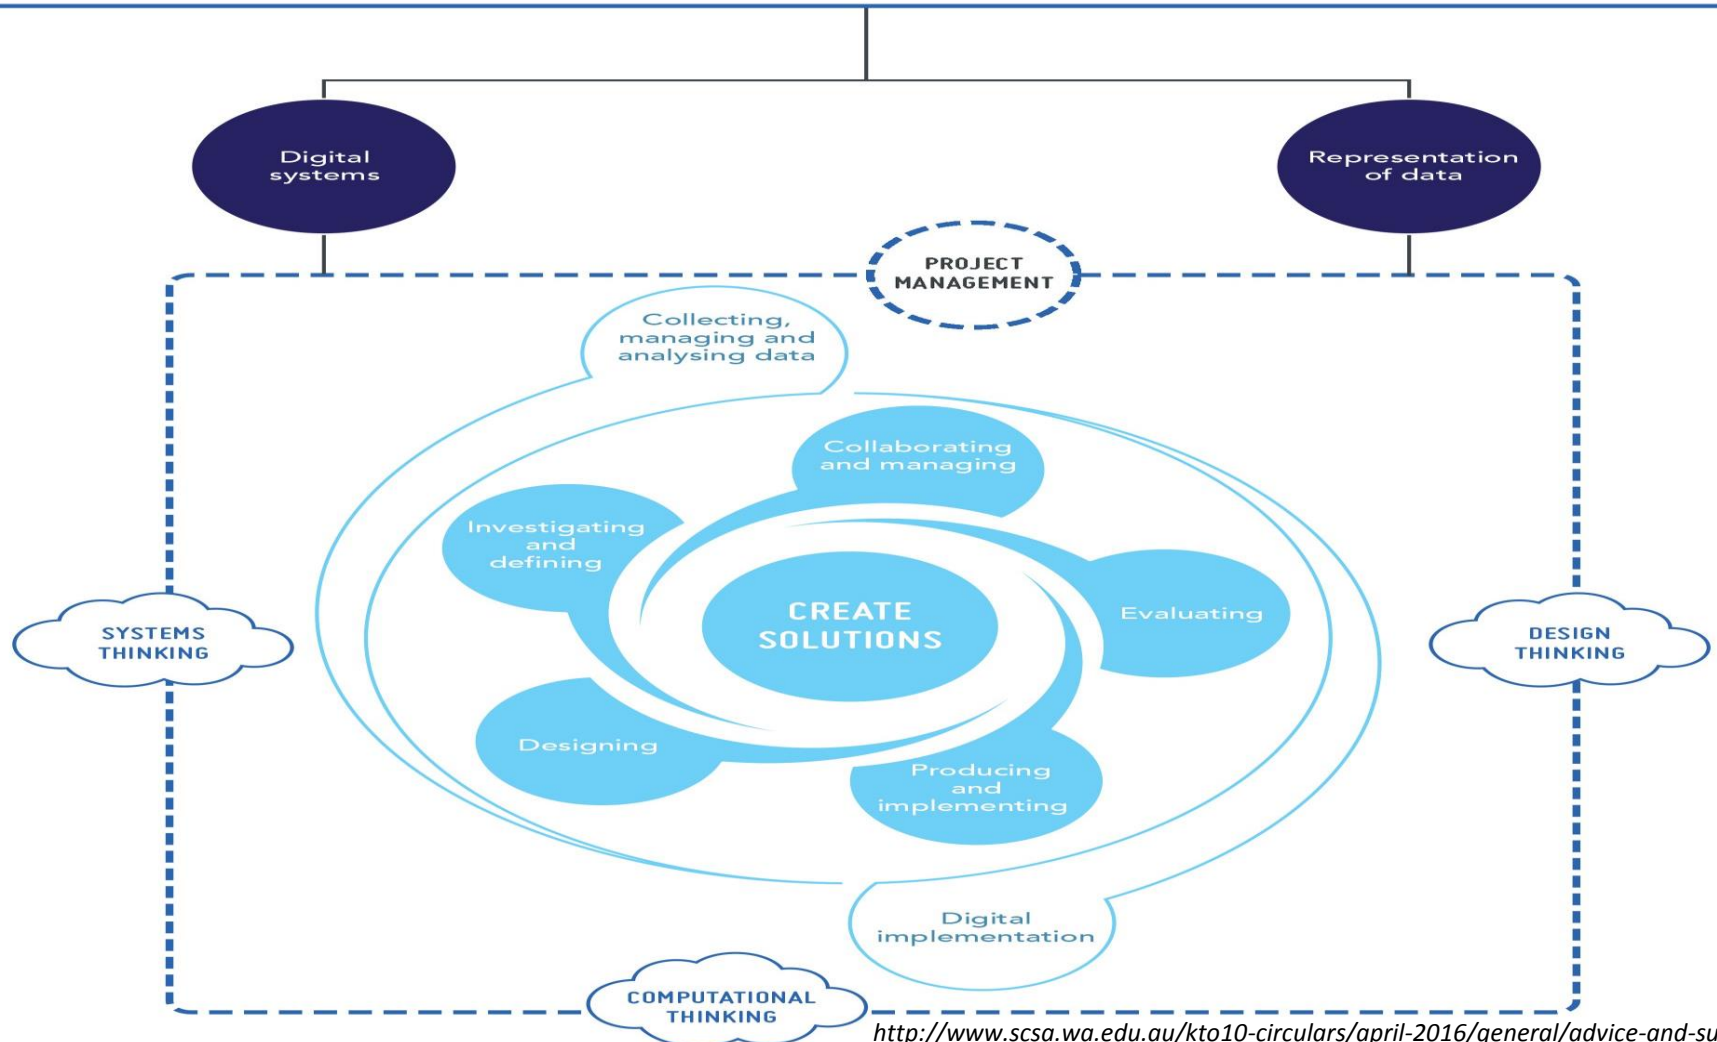 Digital
systems
Representation
of data
PROJECT
MANAGEMENT
Collecting,
managing and
analysing data
Collaborating
and managing
Investigating
and
defining
CREATE
SOLUTIONS
Evaluating
SYSTEMS
THINKING
DESIGN
THINKING
Designing
Producing
and
implementing
Digital
implementation
COMPUTATIONAL
THINKING
http://www.scsa.wa.edu.au/kto10-circulars/april-2016/general/advice-and-su